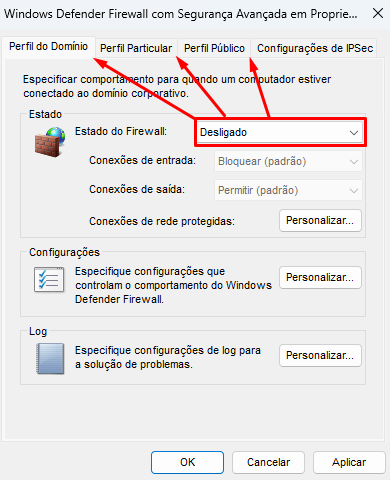 Windows Defender Firewall com Segurança Avançada em Proprie...
Perfil do Domínio Perfil Particular Perfil Público Configurações de IPSec
Especificar comportamento para quando um computador estiver
conectado ao domínio corporativo.
Estado
Estado do Firewall: Desligado
Conexões de entrada: Bloquear (padrão)
Conexões de saída: Permitir (padrão)
Conexões de rede protegidas: Personalizar...
Configurações
Especifique configurações que
controlam o comportamento do Windows
Defender Firewall.
Personalizar...
Log
Especifique configurações de log para
a solução de problemas.
Personalizar...
OK Cancelar Aplicar